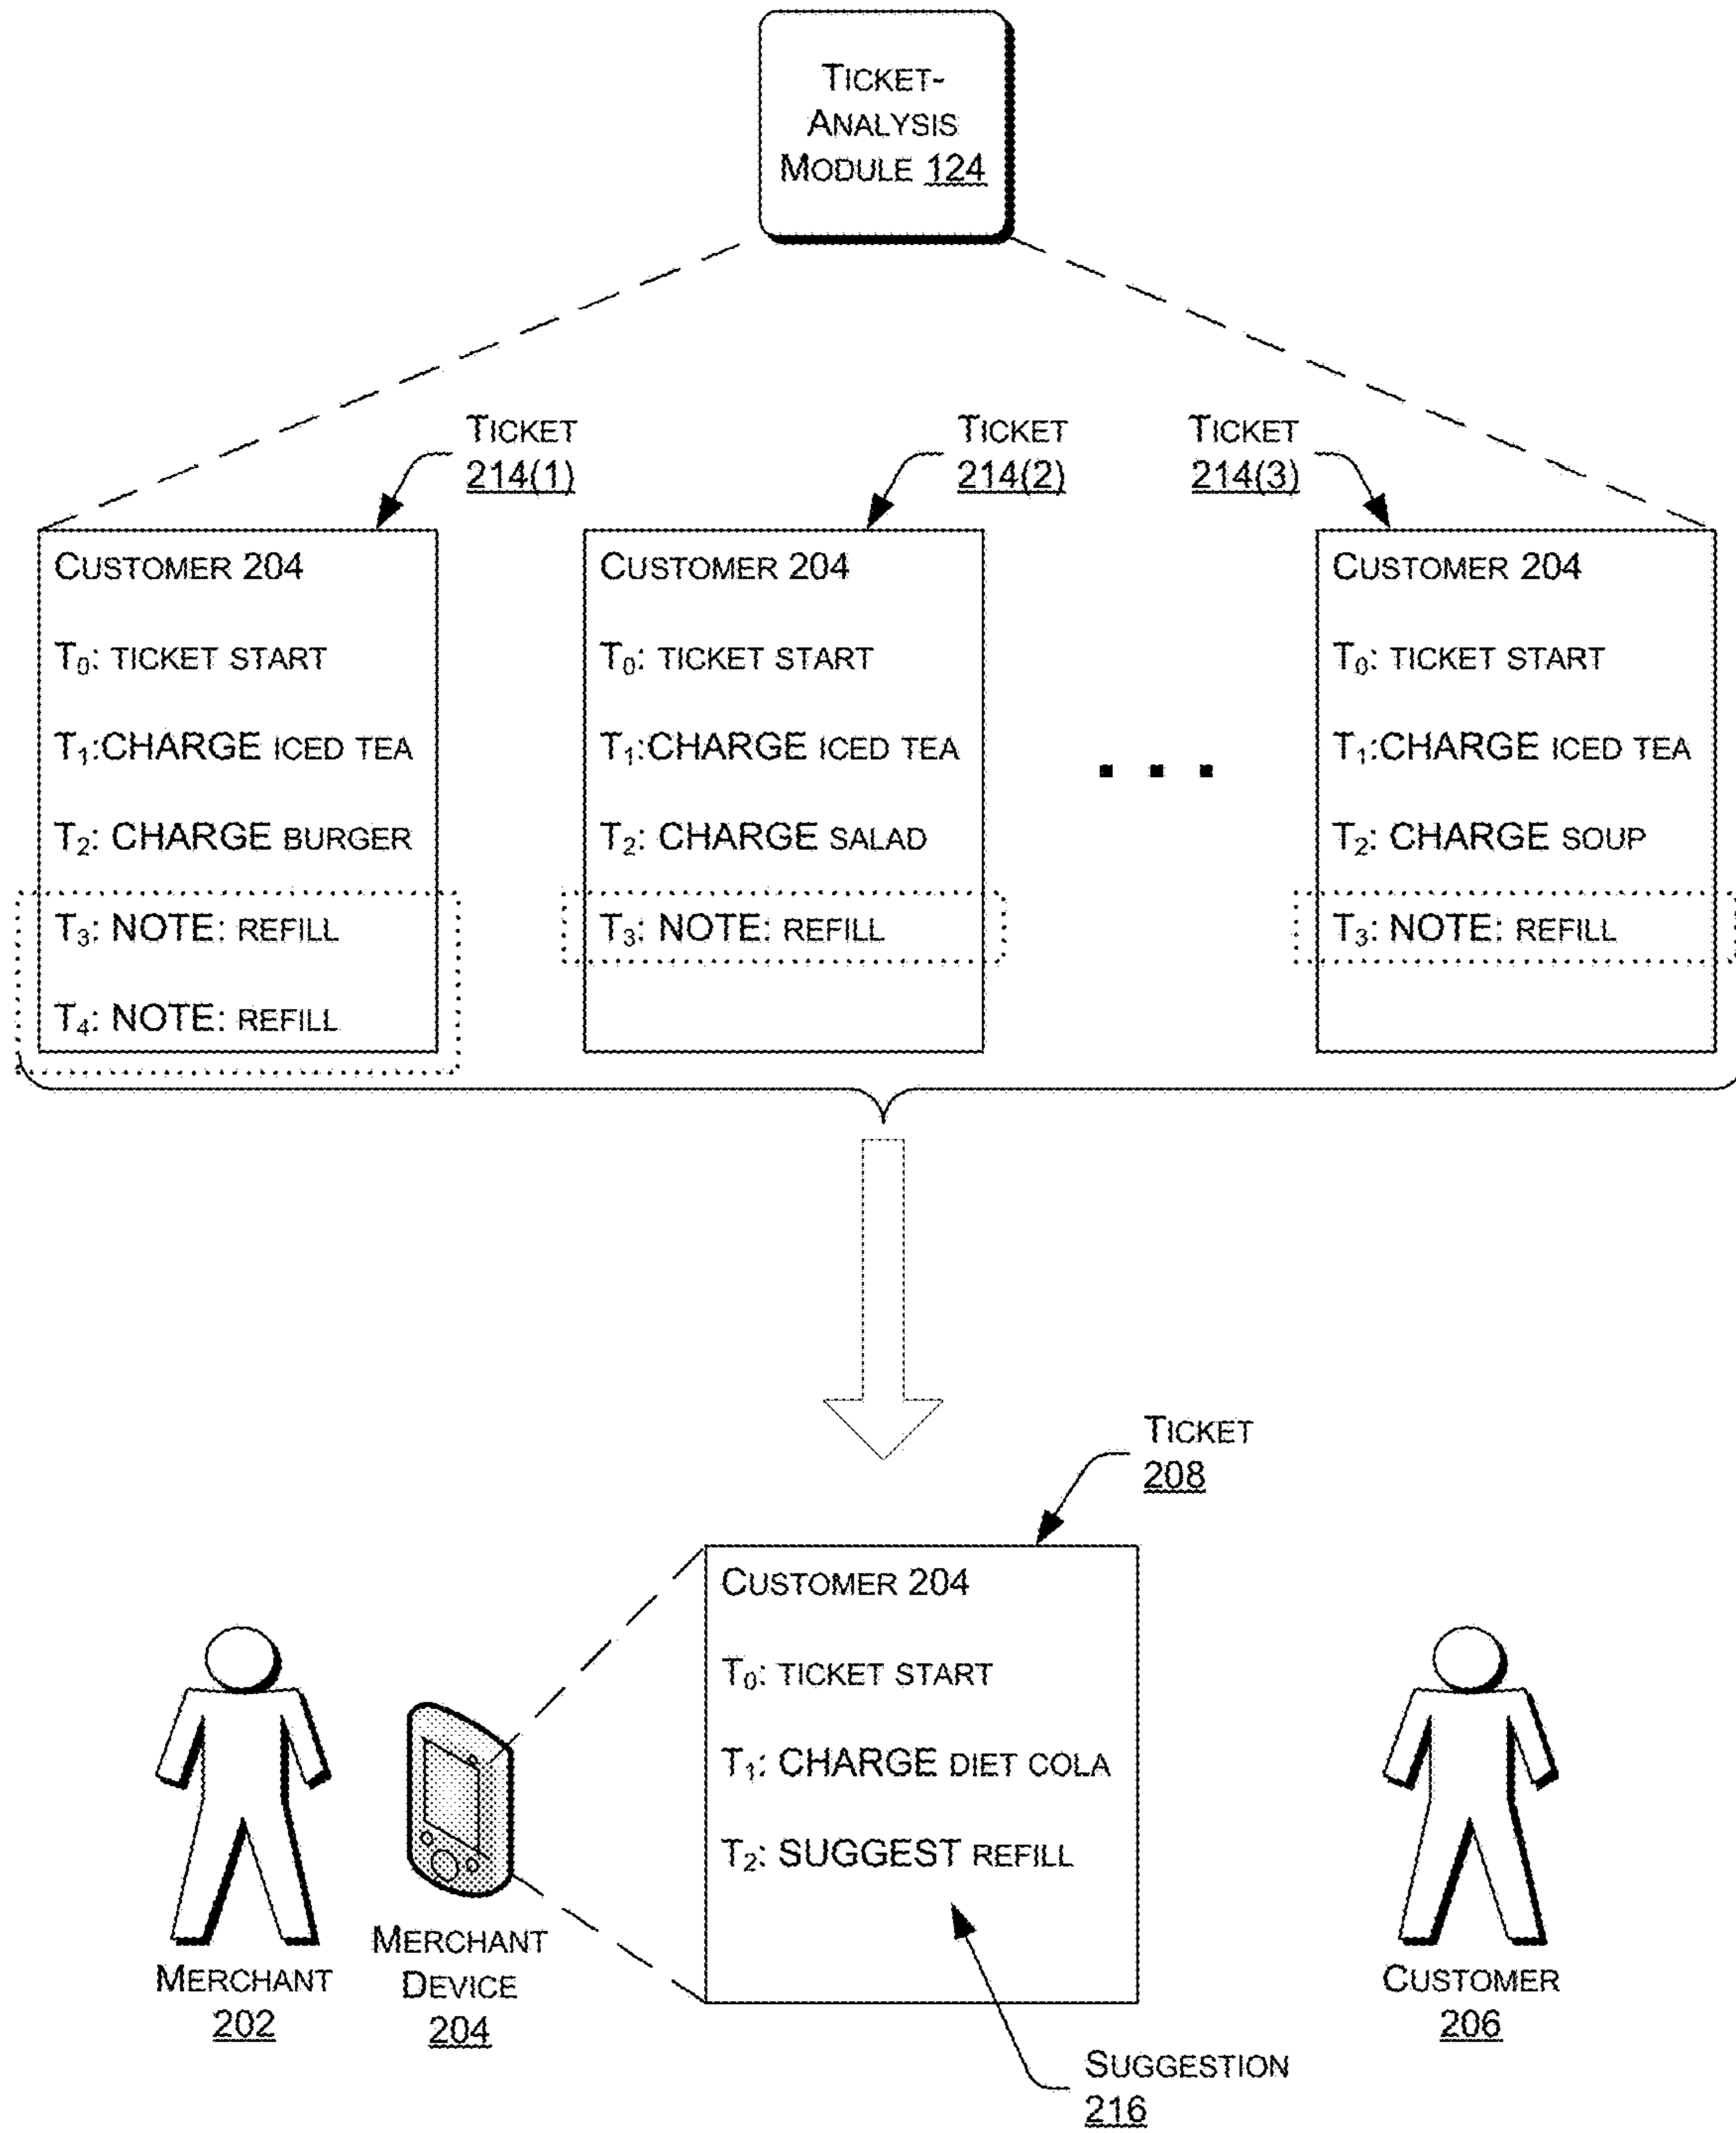 TICKET-
ANALYSIS
MODULE 124
TICKET
214(1)
TICKET
214(2)
TICKET
214(3)
CUSTOMER 204
T0: TICKET START
T1:CHARGE ICED TEA
T2: CHARGE BURGER
T3: NOTE: REFILL
T4: NOTE: REFILL
CUSTOMER 204
T0: TICKET START
T1:CHARGE ICED TEA
T2: CHARGE SALAD
T3: NOTE: REFILL
. . .
CUSTOMER 204
T0: TICKET START
T1:CHARGE ICED TEA
T2: CHARGE SOUP
T3: NOTE: REFILL
TICKET
208
CUSTOMER 204
T0: TICKET START
T1: CHARGE DIET COLA
T2: SUGGEST REFILL
MERCHANT
202
MERCHANT
DEVICE
204
CUSTOMER
206
SUGGESTION
216